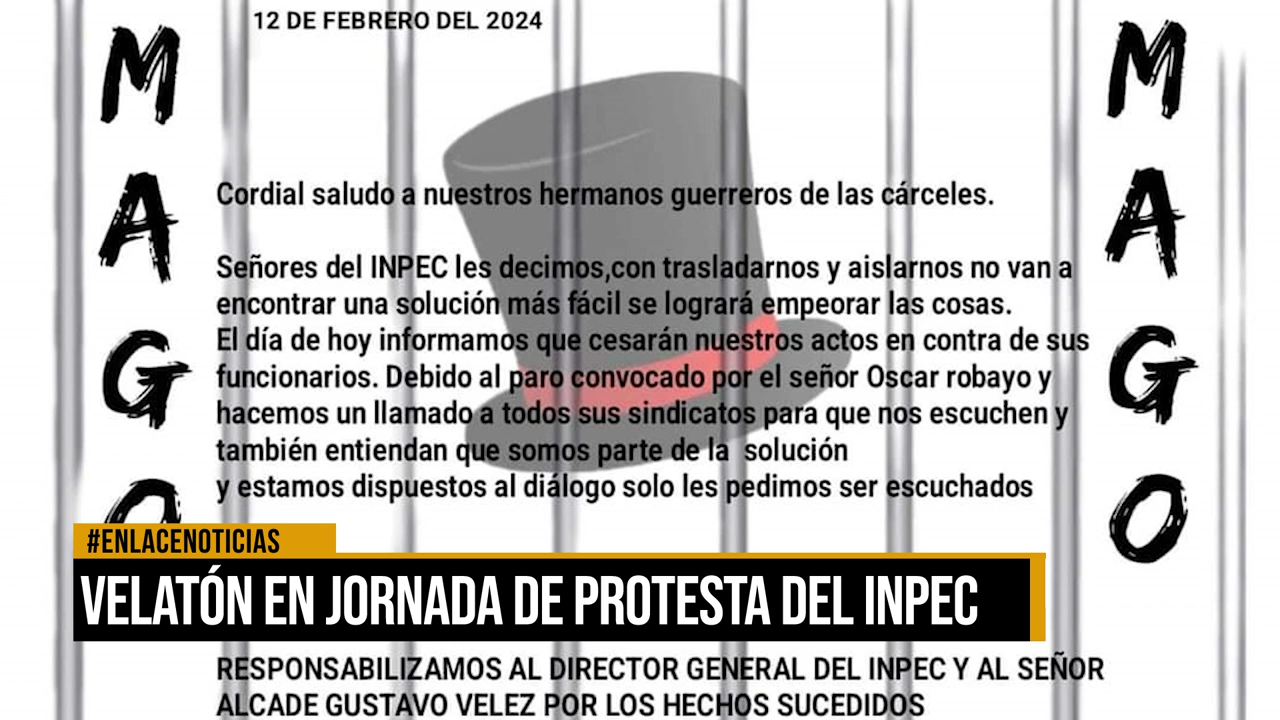 12 DE FEBRERO DEL 2024
M
A
G
O
Cordial saludo a nuestros hermanos guerreros de las cárceles.
Señores del INPEC les decimos,con trasladarnos y aislarnos no van a
encontrar una solución más fácil se logrará empeorar las cosas.
El día de hoy informamos que cesarán nuestros actos en contra de sus
funcionarios. Debido al paro convocado por el señor Oscar robayo y
hacemos un llamado a todos sus sindicatos para que nos escuchen y
también entiendan que somos parte de la solución
y estamos dispuestos al diálogo solo les pedimos ser escuchados
M
A
G
O
#ENLACENOTICIAS
VELATÓN EN JORNADA DE PROTESTA DEL INPEC
RESPONSABILIZAMOS AL DIRECTOR GENERAL DEL INPEC Y AL SEÑOR
ALCADE GUSTAVO VELEZ POR LOS HECHOS SUCEDIDOS